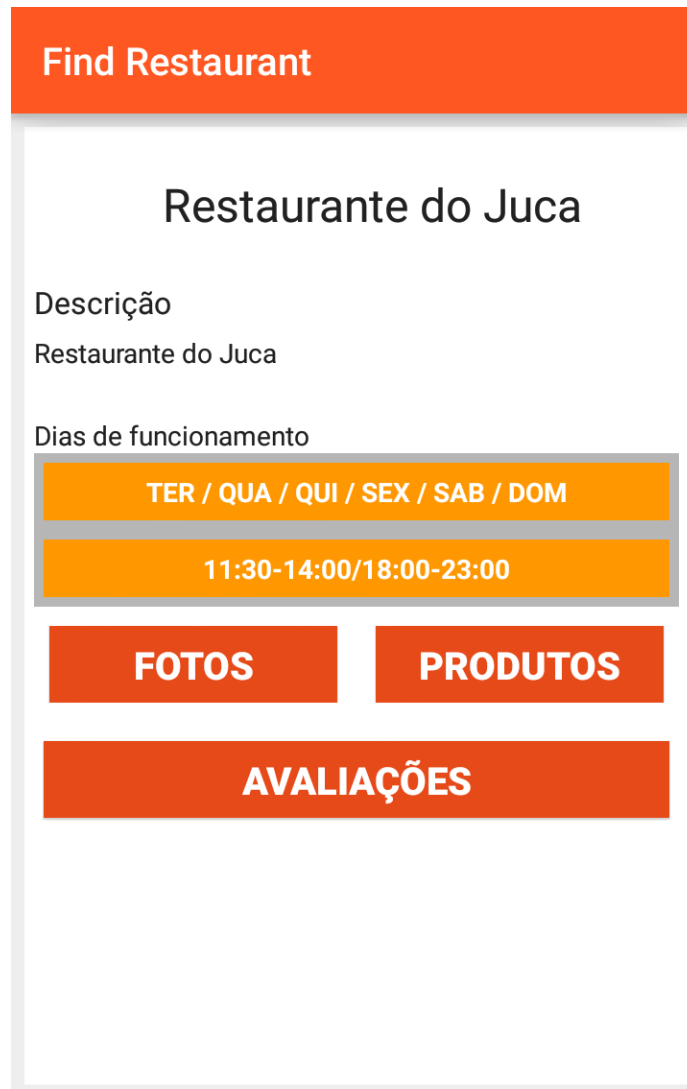 Find Restaurant
Restaurante do Juca
Descrição
Restaurante do Juca
Dias de funcionamento
TER / QUA / QUI / SEX / SAB / DOM
11:30-14:00/18:00-23:00
FOTOS
PRODUTOS
AVALIAÇÕES